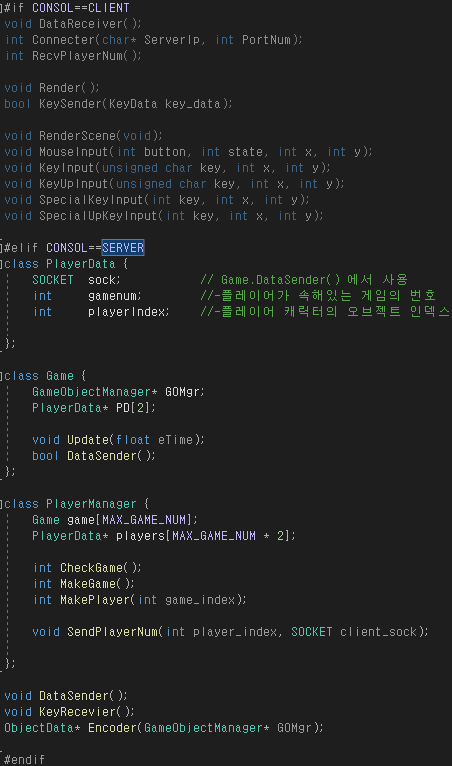 #if CONSOL==CLIENT
void DataReceiver();
int Connecter(char* ServerIp, int PortNum);
int RecvPlayerNum();
void Render();
bool KeySender(KeyData key_data);
void RenderScene(void);
void MouseInput(int button, int state, int x, int y);
void KeyInput(unsigned char key, int x, int y);
void KeyUpInput(unsigned char key, int x, int y);
void SpecialKeyInput(int key, int x, int y);
void SpecialUpKeyInput(int key, int x, int y);
#elif CONSOL==SERVER
class PlayerData {
SOCKET sock; // Game.DataSender() 에서 사용
int gamenum; //-플레이어가 속해있는 게임의 번호
int playerIndex; //-플레이어 캐릭터의 오브젝트 인덱스
};
class Game {
GameObjectManager* GOMgr;
PlayerData* PD[2];
void Update(float eTime);
bool DataSender();
};
class PlayerManager {
Game game[MAX_GAME_NUM];
PlayerData* players[MAX_GAME_NUM * 2];
int CheckGame();
int MakeGame();
int MakePlayer(int game_index);
void SendPlayerNum(int player_index, SOCKET client_sock);
};
void DataSender();
void KeyRecevier();
ObjectData* Encoder(GameObjectManager* GOMgr);
#endif